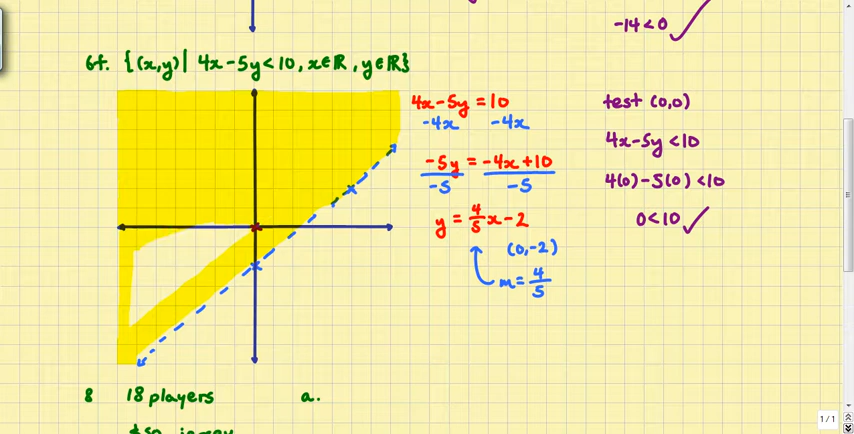 -14<0 ✓
6f. {(x,y)| 4x-5y<10, x∈ℝ, y∈ℝ}
4x-5y=10
-4x -4x
-5y = -4x+10
-5 -5
y = 4/5x-2
(0,-2)
m = 4/5
test (0,0)
4x-5y<10
4(0)-5(0)<10
0<10 ✓
8 18 players a.
1/1